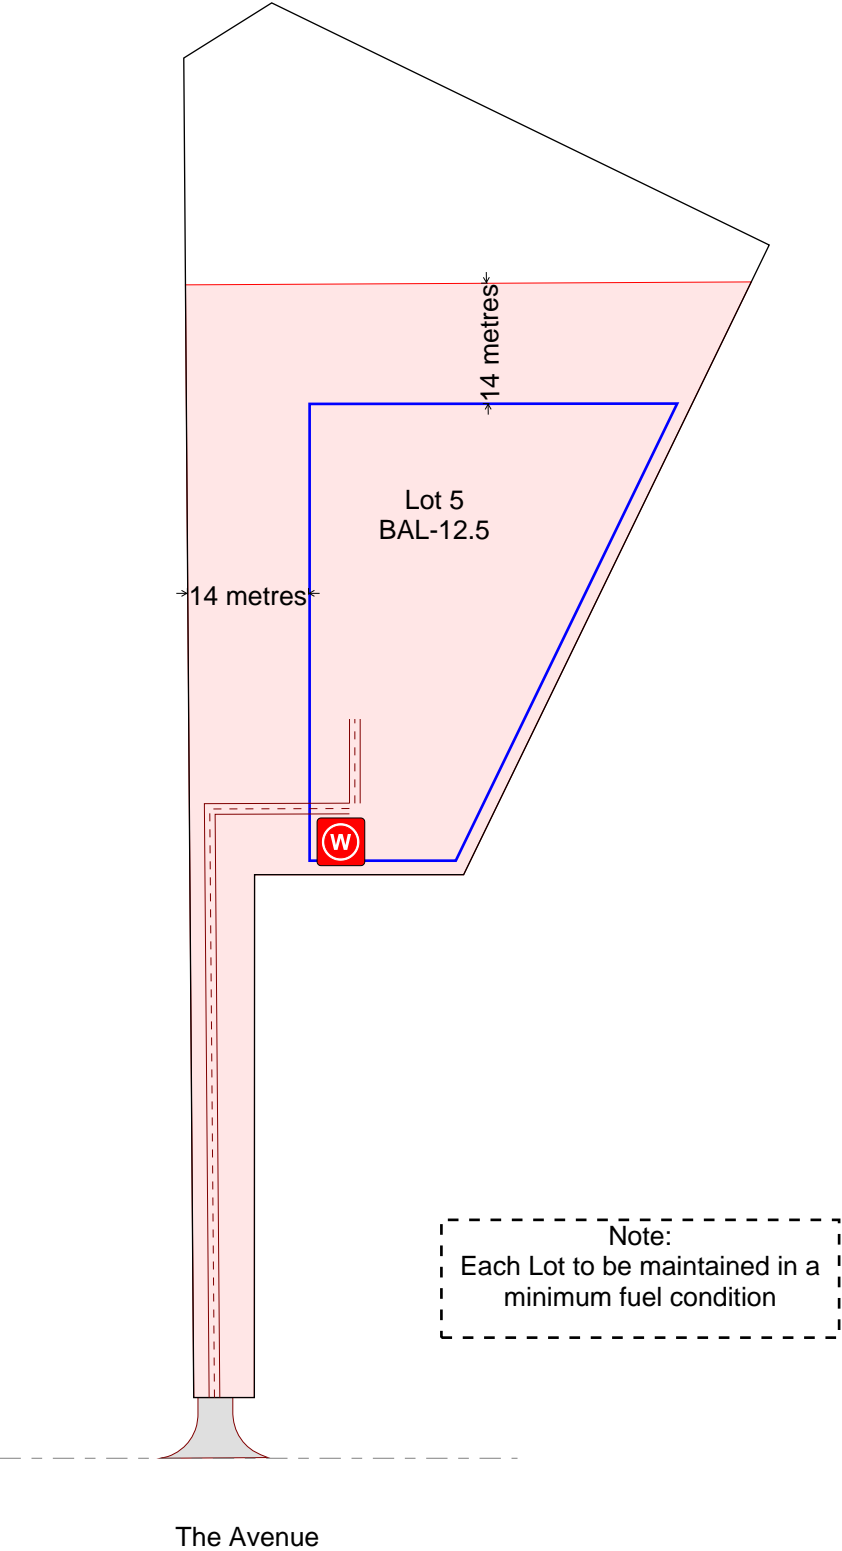 14 metres
Lot 5
BAL-12.5
14 metres
W
Note:
Each Lot to be maintained in a
minimum fuel condition
The Avenue